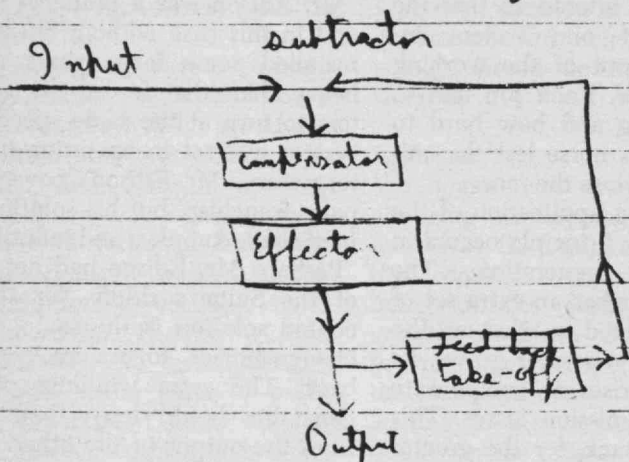 Input
Subtractor
Compensator
Effector
Feed back
take off
Output